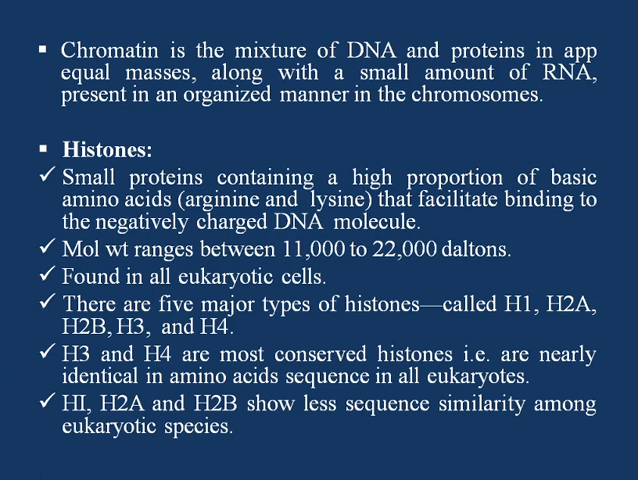 ▪ Chromatin is the mixture of DNA and proteins in app
equal masses, along with a small amount of RNA,
present in an organized manner in the chromosomes.
▪ Histones:
✓ Small proteins containing a high proportion of basic
amino acids (arginine and lysine) that facilitate binding to
the negatively charged DNA molecule.
✓ Mol wt ranges between 11,000 to 22,000 daltons.
✓ Found in all eukaryotic cells.
✓ There are five major types of histones—called H1, H2A,
H2B, H3, and H4.
✓ H3 and H4 are most conserved histones i.e. are nearly
identical in amino acids sequence in all eukaryotes.
✓ HI, H2A and H2B show less sequence similarity among
eukaryotic species.